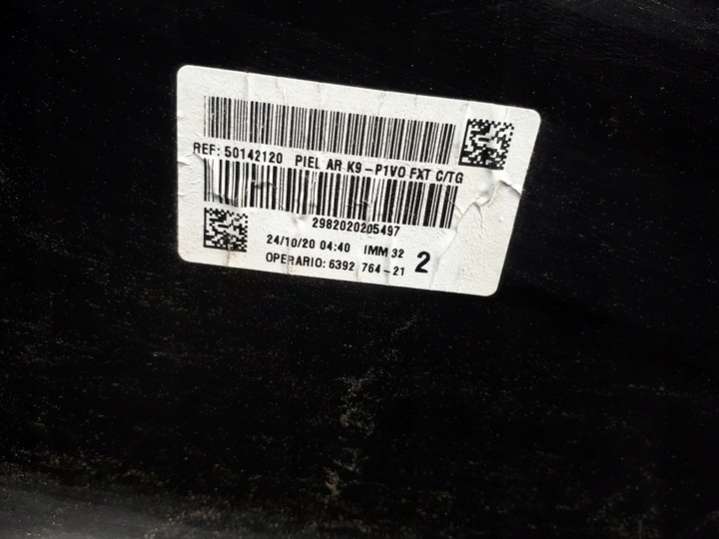 REF: 50142120 PIEL AR K9-P1VO FXT C/TG
2982020205497
24/10/20 04:40 IMM 32 2
OPERARIO: 6392 764-21